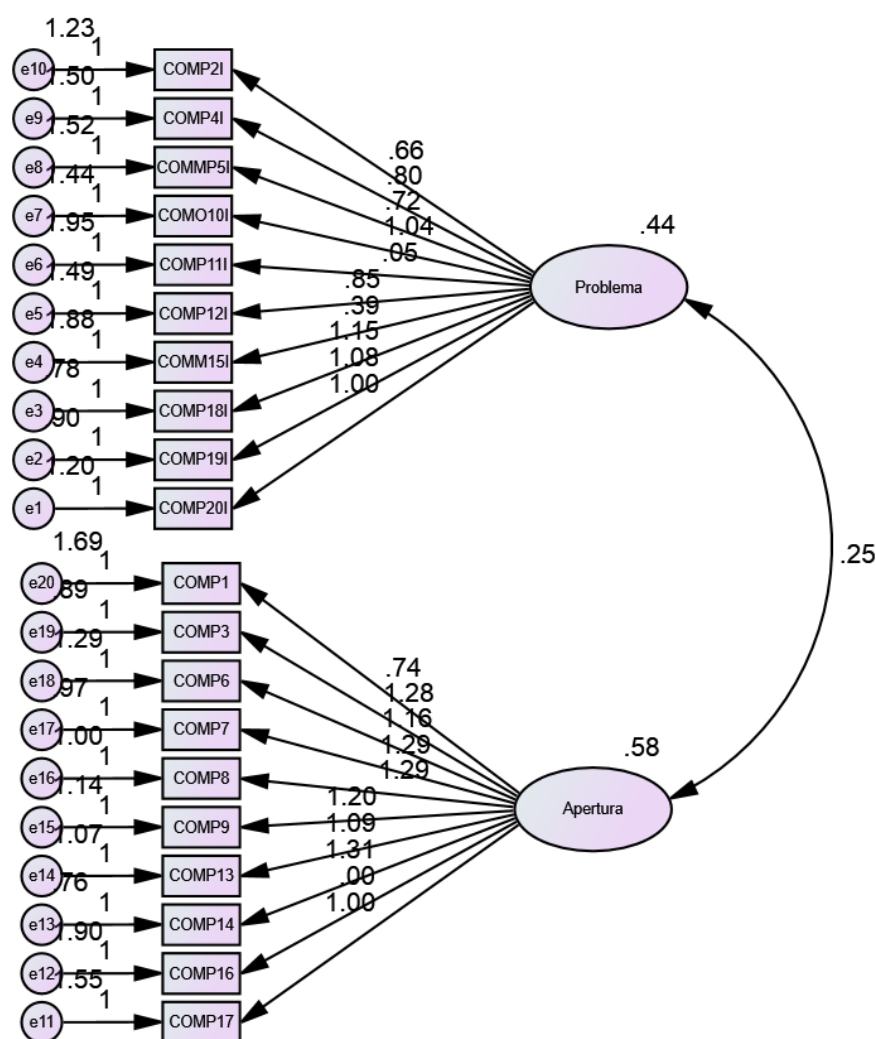 1.23
1
e10 COMP2I
1.50
1
e9 COMP4I
1.52
1
e8 COMMP5I
1.44
1
e7 COMO10I
1.95
1
e6 COMP11I
1.49
1
e5 COMP12I
1.88
1
e4 COMM15I
.78
1
e3 COMP18I
.90
1
e2 COMP19I
1.20
1
e1 COMP20I
.66
.80
.72
1.04
.05
.85
.39
1.15
1.08
1.00
.44
Problema
.25
1.69
1
e20 COMP1
.89
1
e19 COMP3
1.29
1
e18 COMP6
.97
1
e17 COMP7
1.00
1
e16 COMP8
1.14
1
e15 COMP9
1.07
1
e14 COMP13
.76
1
e13 COMP14
1.90
1
e12 COMP16
1.55
1
e11 COMP17
.74
1.28
1.16
1.29
1.29
1.20
1.09
1.31
.00
1.00
.58
Apertura